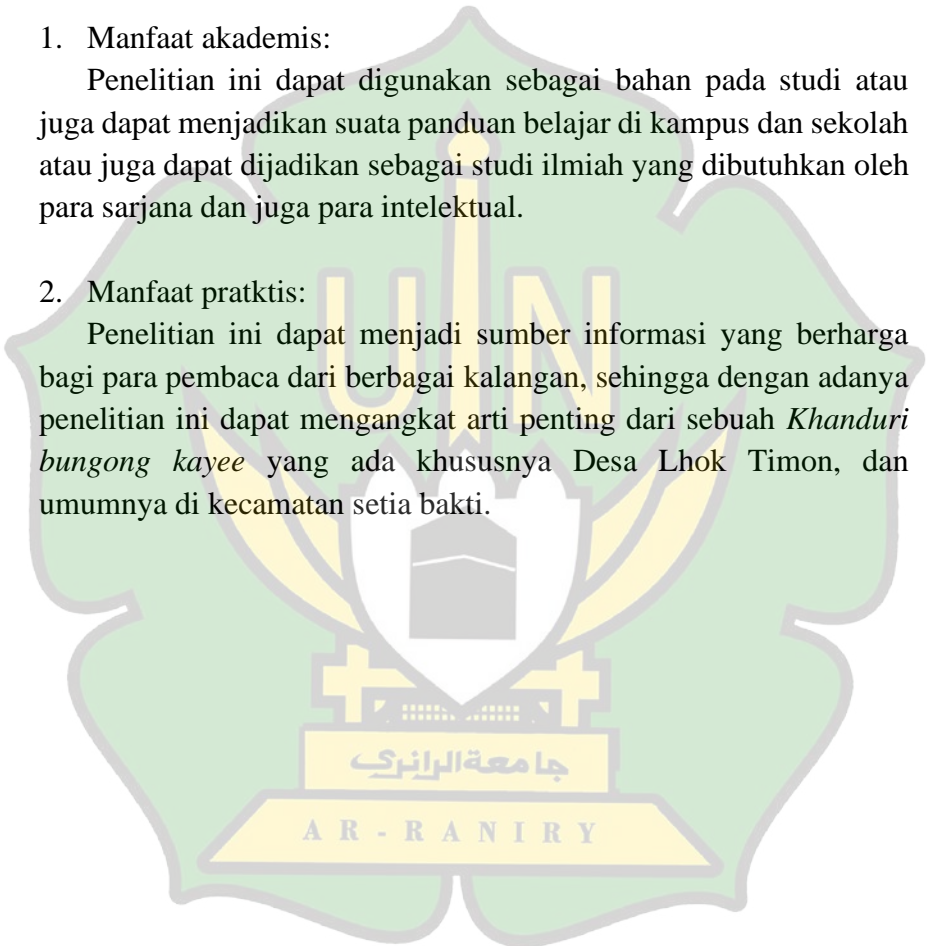 1. Manfaat akademis:
Penelitian ini dapat digunakan sebagai bahan pada studi atau
juga dapat menjadikan suata panduan belajar di kampus dan sekolah
atau juga dapat dijadikan sebagai studi ilmiah yang dibutuhkan oleh
para sarjana dan juga para intelektual.
2. Manfaat pratktis:
Penelitian ini dapat menjadi sumber informasi yang berharga
bagi para pembaca dari berbagai kalangan, sehingga dengan adanya
penelitian ini dapat mengangkat arti penting dari sebuah Khanduri
bungong kayee yang ada khususnya Desa Lhok Timon, dan
umumnya di kecamatan setia bakti.
UIN
جامعة الرانري
AR-RANIRY